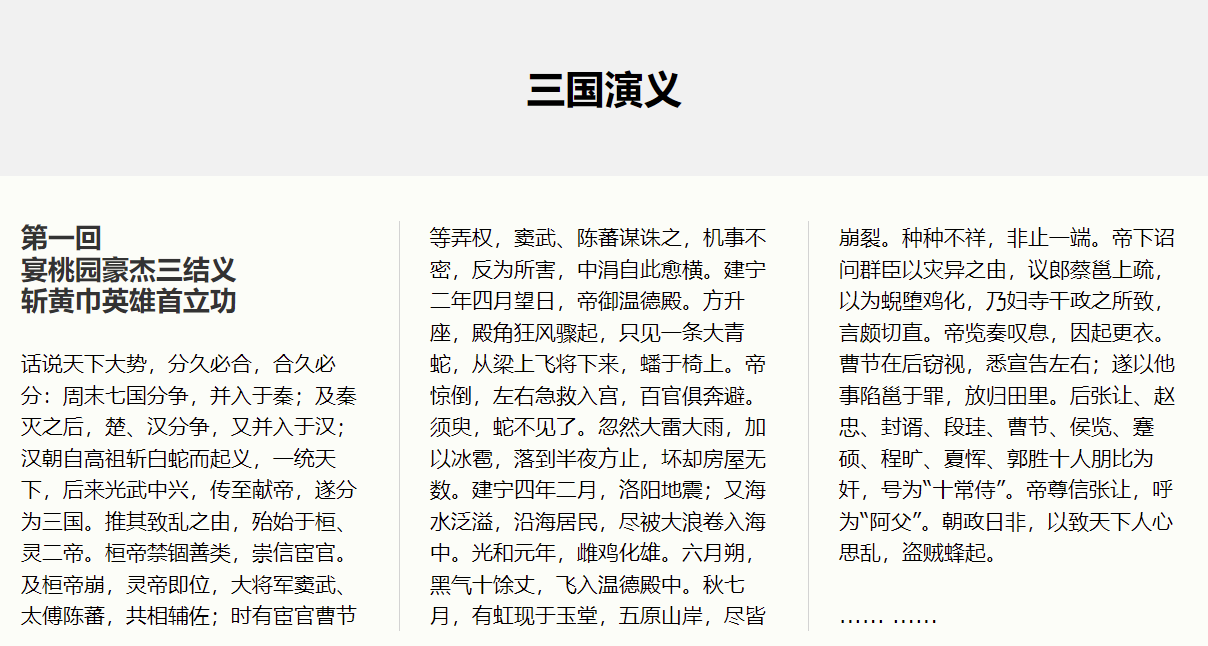 三国演义
第一回
宴桃园豪杰三结义
斩黄巾英雄首立功
话说天下大势，分久必合，合久必
分：周末七国分争，并入于秦；及秦
灭之后，楚、汉分争，又并入于汉；
汉朝自高祖斩白蛇而起义，一统天
下，后来光武中兴，传至献帝，遂分
为三国。推其致乱之由，殆始于桓、
灵二帝。桓帝禁锢善类，崇信宦官。
及桓帝崩，灵帝即位，大将军窦武、
太傅陈蕃，共相辅佐；时有宦官曹节
等弄权，窦武、陈蕃谋诛之，机事不
密，反为所害，中涓自此愈横。建宁
二年四月望日，帝御温德殿。方升
座，殿角狂风骤起，只见一条大青
蛇，从梁上飞将下来，蟠于椅上。帝
惊倒，左右急救入宫，百官俱奔避。
须臾，蛇不见了。忽然大雷大雨，加
以冰雹，落到半夜方止，坏却房屋无
数。建宁四年二月，洛阳地震；又海
水泛溢，沿海居民，尽被大浪卷入海
中。光和元年，雌鸡化雄。六月朔，
黑气十馀丈，飞入温德殿中。秋七
月，有虹现于玉堂，五原山岸，尽皆
崩裂。种种不祥，非止一端。帝下诏
问群臣以灾异之由，议郎蔡邕上疏，
以为蜺堕鸡化，乃妇寺干政之所致，
言颇切直。帝览奏叹息，因起更衣。
曹节在后窃视，悉宣告左右；遂以他
事陷邕于罪，放归田里。后张让、赵
忠、封谞、段珪、曹节、侯览、蹇
硕、程旷、夏恽、郭胜十人朋比为
奸，号为“十常侍”。帝尊信张让，呼
为“阿父”。朝政日非，以致天下人心
思乱，盗贼蜂起。
…… ……